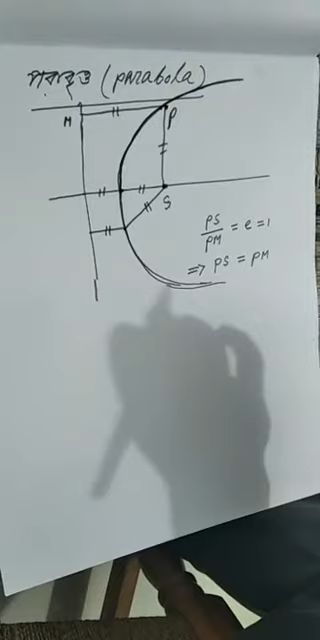 পরাবৃত্ত (parabola)
M
P
S
PS/PM = e = 1
⇒ PS = PM